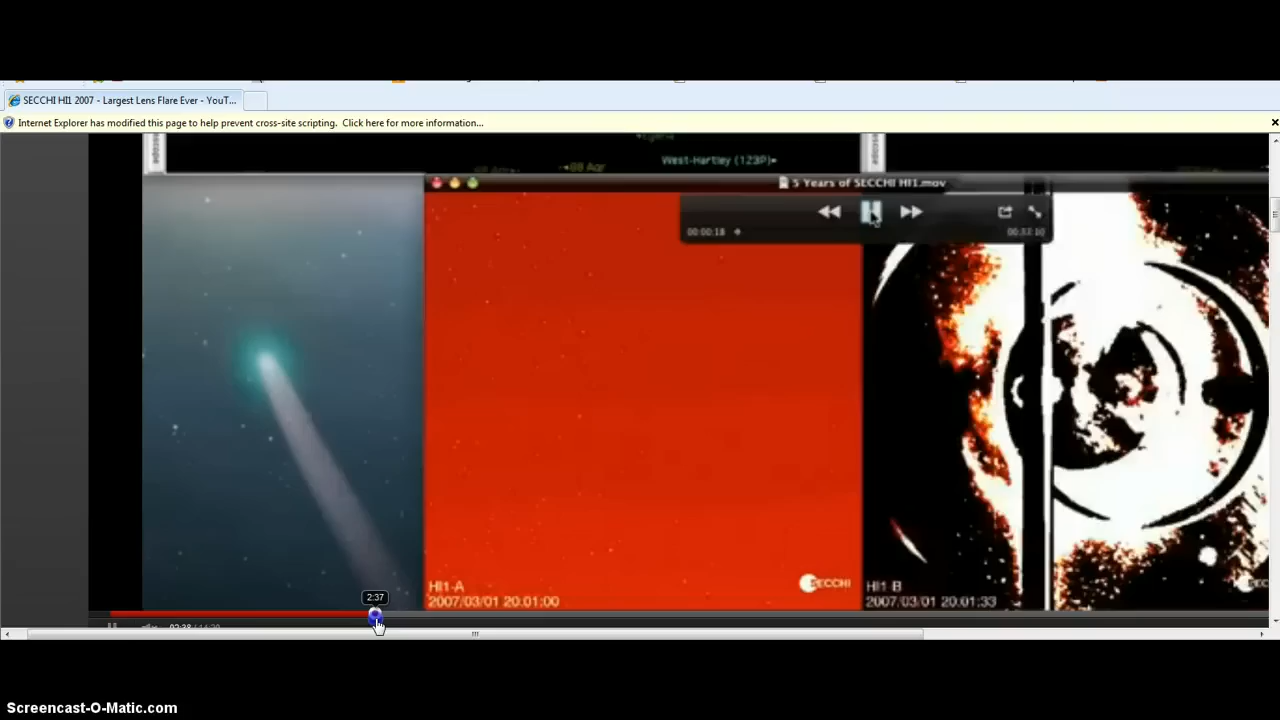 SECCHI HI1 2007 - Largest Lens Flare Ever - YouT...
Internet Explorer has modified this page to help prevent cross-site scripting. Click here for more information...
West-Hartley (123P)
88 Aqr
5 Years of SECCHI HI1.mov
00:00:18
HI1-A
2007/03/01 20:01:00
SECCHI
HI1-B
2007/03/01 20:01:33
2:37
Screencast-O-Matic.com